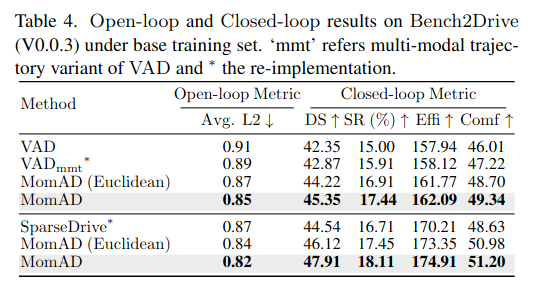 Table 4. Open-loop and Closed-loop results on Bench2Drive
(V0.0.3) under base training set. ‘mmt’ refers multi-modal trajec-
tory variant of VAD and * the re-implementation.
Method Open-loop Metric Closed-loop Metric
Avg. L2 ↓ DS ↑ SR (%) ↑ Effi ↑ Comf ↑
VAD 0.91 42.35 15.00 157.94 46.01
VADmmt* 0.89 42.87 15.91 158.12 47.22
MomAD (Euclidean) 0.87 44.22 16.91 161.77 48.70
MomAD 0.85 45.35 17.44 162.09 49.34
SparseDrive* 0.87 44.54 16.71 170.21 48.63
MomAD (Euclidean) 0.84 46.12 17.45 173.35 50.98
MomAD 0.82 47.91 18.11 174.91 51.20